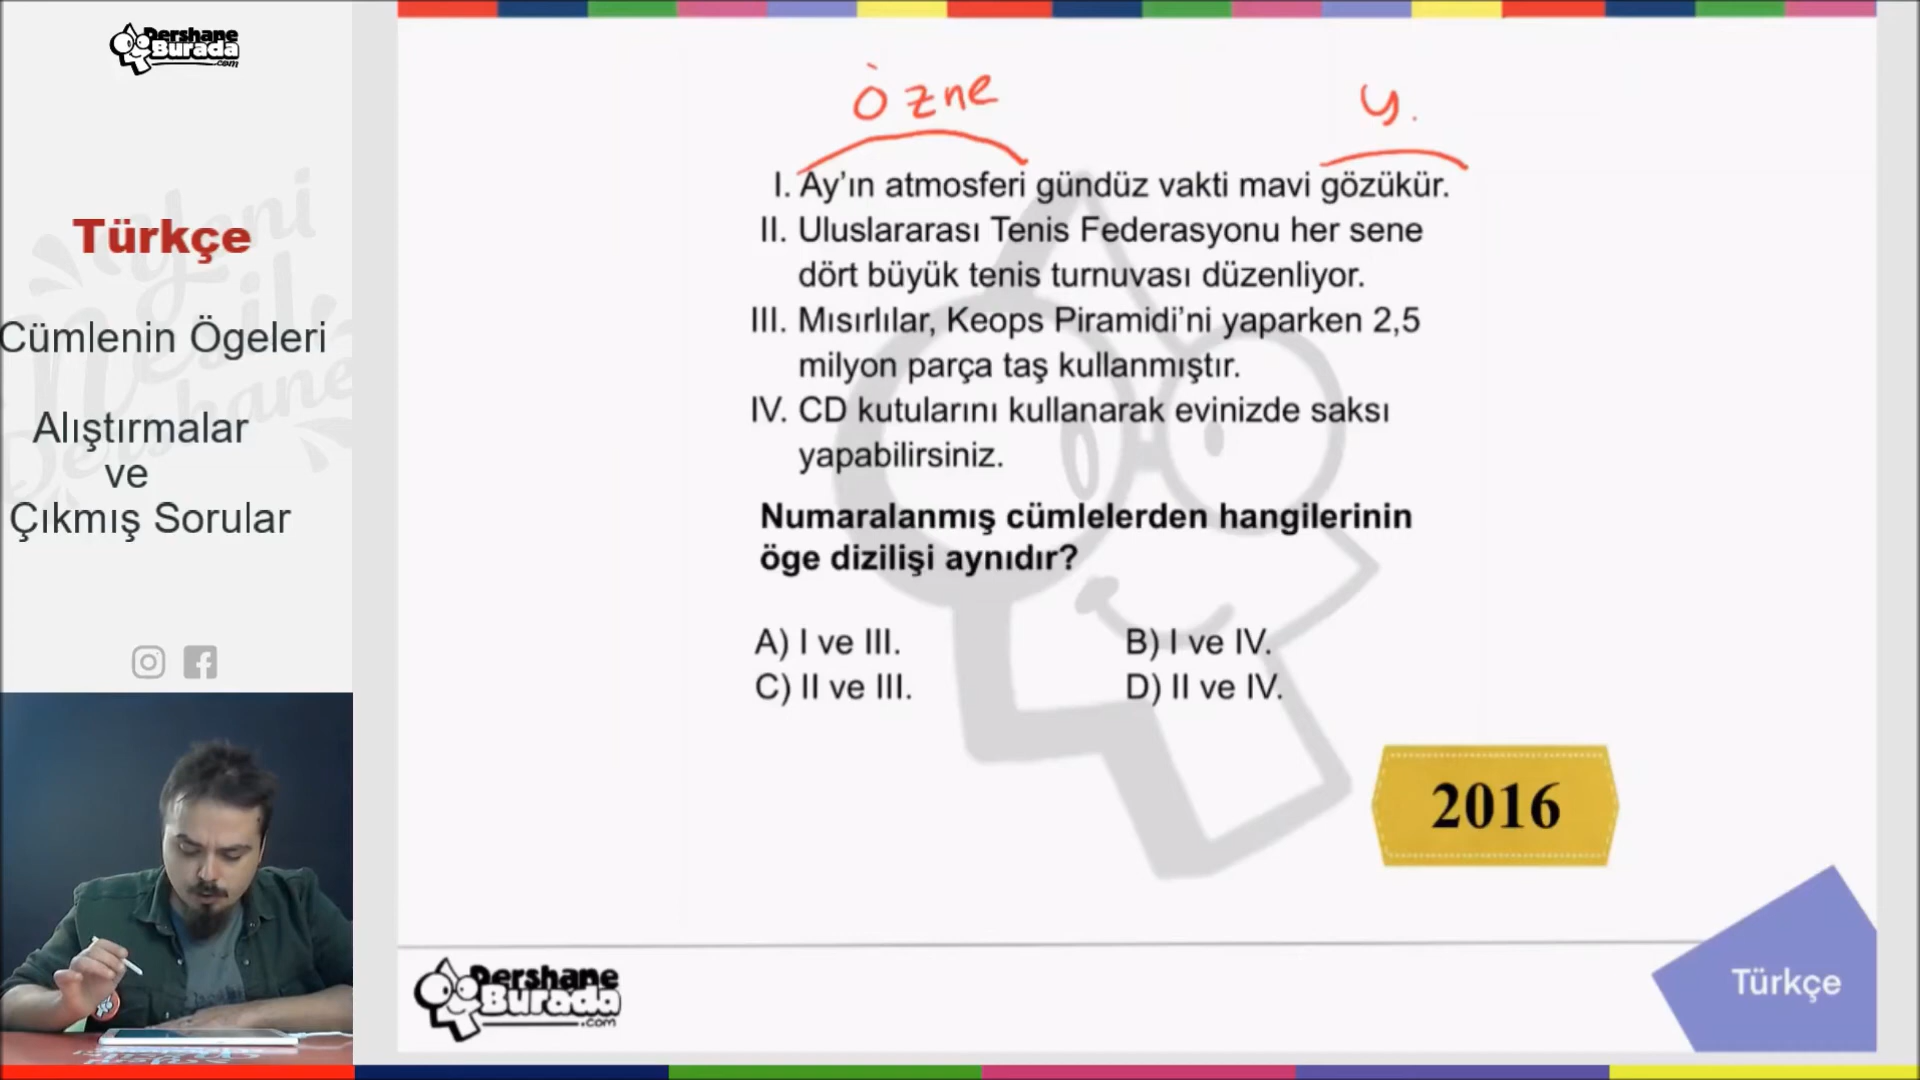 Dershane
Burada
.com
Türkçe
Cümlenin Ögeleri
Alıştırmalar
ve
Çıkmış Sorular
Yeni
Nesil
Dershane
özne
y.
I. Ay'ın atmosferi gündüz vakti mavi gözükür.
II. Uluslararası Tenis Federasyonu her sene
dört büyük tenis turnuvası düzenliyor.
III. Mısırlılar, Keops Piramidi'ni yaparken 2,5
milyon parça taş kullanmıştır.
IV. CD kutularını kullanarak evinizde saksı
yapabilirsiniz.
Numaralanmış cümlelerden hangilerinin
öge dizilişi aynıdır?
A) I ve III.
B) I ve IV.
C) II ve III.
D) II ve IV.
2016
Dershane
Burada
.com
Türkçe